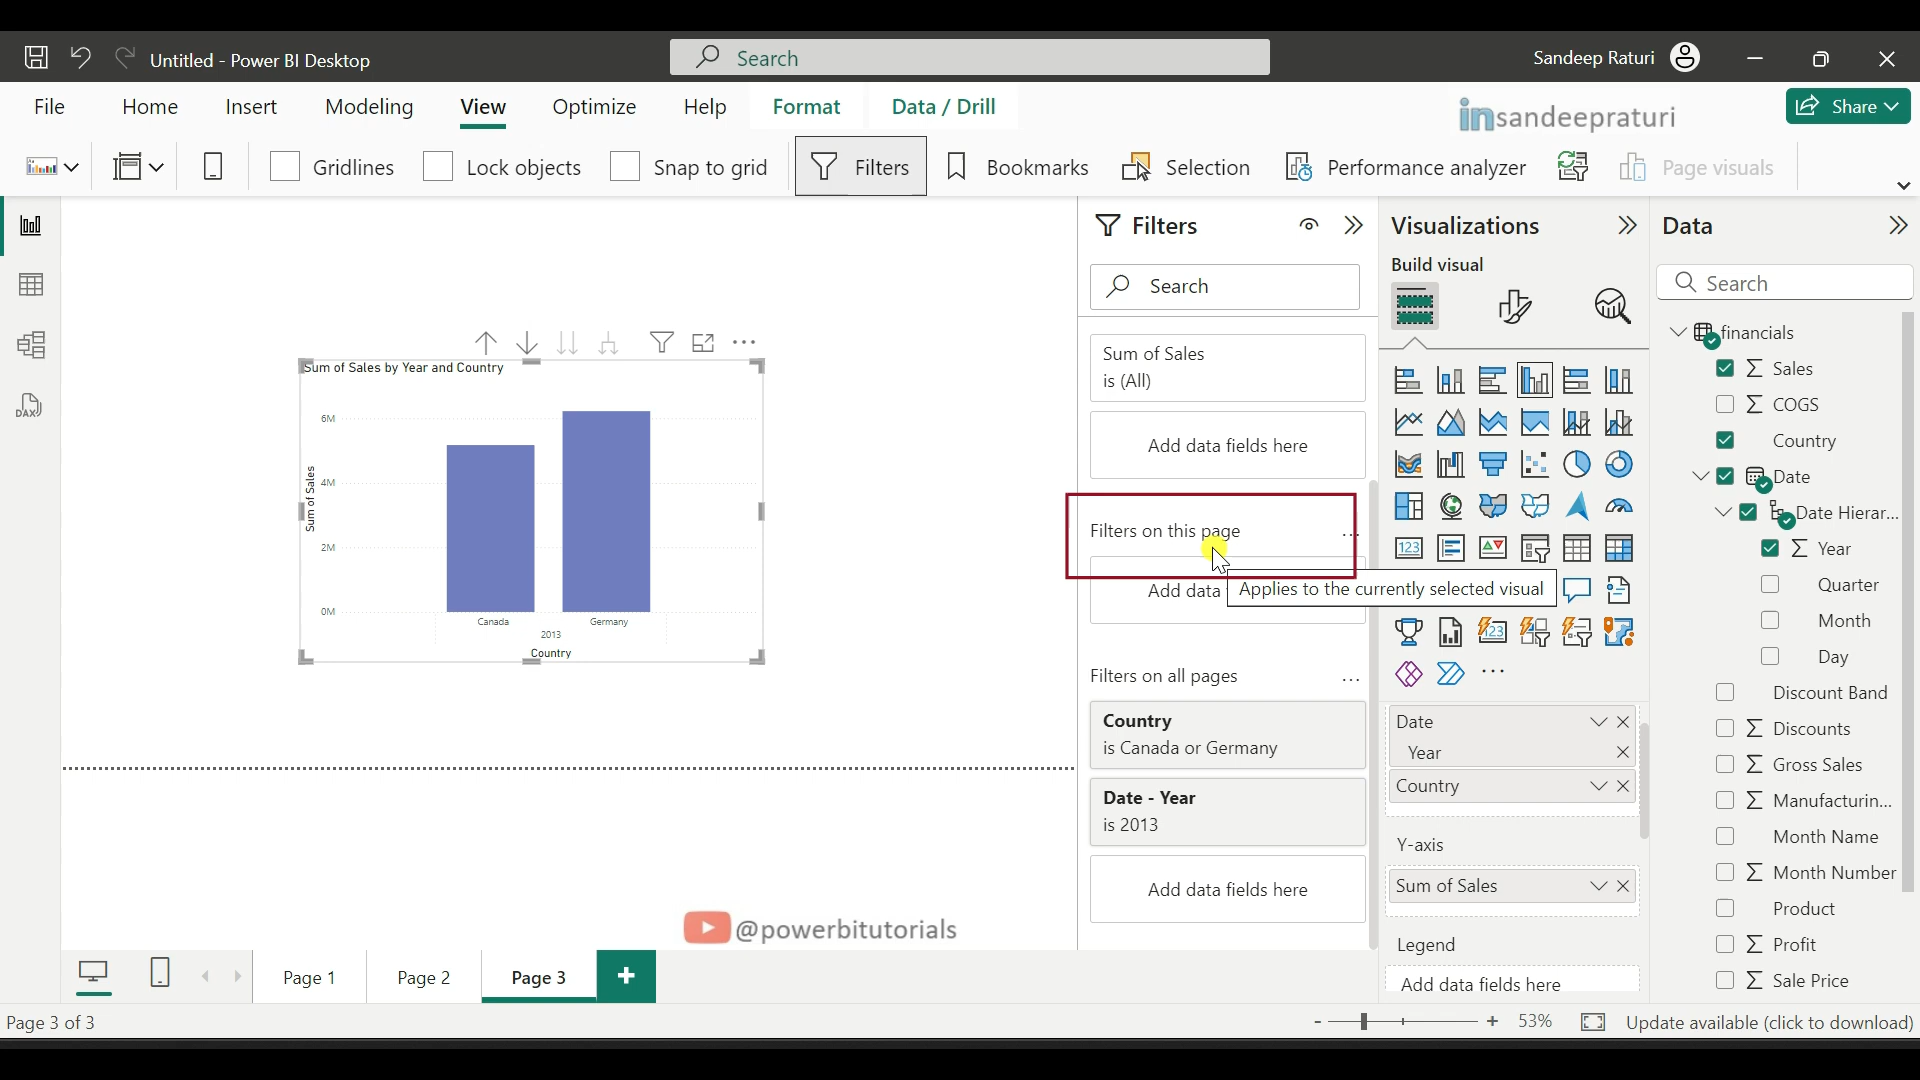 Untitled - Power BI Desktop
Search
Sandeep Raturi
File
Home
Insert
Modeling
View
Optimize
Help
Format
Data / Drill
insandeepraturi
Share
Gridlines
Lock objects
Snap to grid
Filters
Bookmarks
Selection
Performance analyzer
Page visuals
DAX
Sum of Sales by Year and Country
6M
4M
2M
0M
Sum of Sales
Canada
Germany
2013
Country
@powerbitutorials
Filters
Search
Sum of Sales
is (All)
Add data fields here
Filters on this page
Add data
Applies to the currently selected visual
Filters on all pages
Country
is Canada or Germany
Date - Year
is 2013
Add data fields here
Visualizations
Build visual
123
123
Date
Year
Country
Y-axis
Sum of Sales
Legend
Add data fields here
Data
Search
financials
Sales
COGS
Country
Date
Date Hierar...
Year
Quarter
Month
Day
Discount Band
Discounts
Gross Sales
Manufacturin...
Month Name
Month Number
Product
Profit
Sale Price
Page 1
Page 2
Page 3
Page 3 of 3
53%
Update available (click to download)